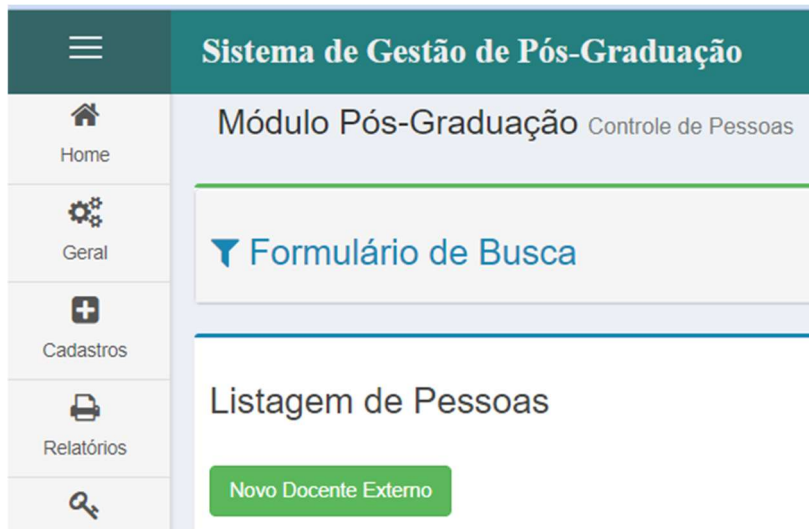 Sistema de Gestão de Pós-Graduação
Módulo Pós-Graduação Controle de Pessoas
Home
Geral
Formulário de Busca
Cadastros
Listagem de Pessoas
Relatórios
Novo Docente Externo